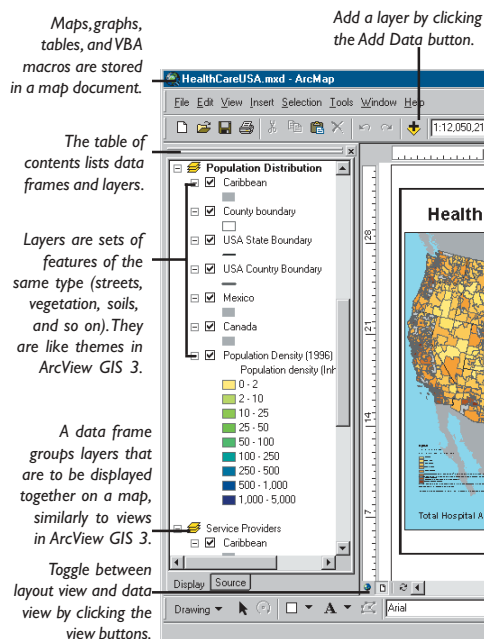 Maps, graphs,
tables, and VBA
macros are stored
in a map document.
Add a layer by clicking
the Add Data button.
HealthCareUSA.mxd - ArcMap
File Edit View Insert Selection Tools Window Help
1:12,050,21
The table of
contents lists data
frames and layers.
Population Distribution
Caribbean
County boundary
USA State Boundary
USA Country Boundary
Mexico
Canada
Population Density (1996)
Population density (Inh
0 - 2
2 - 10
10 - 25
25 - 50
50 - 100
100 - 250
250 - 500
500 - 1,000
1,000 - 5,000
Service Providers
Caribbean
Layers are sets of
features of the
same type (streets,
vegetation, soils,
and so on). They
are like themes in
ArcView GIS 3.
A data frame
groups layers that
are to be displayed
together on a map,
similarly to views
in ArcView GIS 3.
Toggle between
layout view and data
view by clicking the
view buttons.
Display Source
Drawing A Arial
28
21
14
7
Health
Total Hospital A